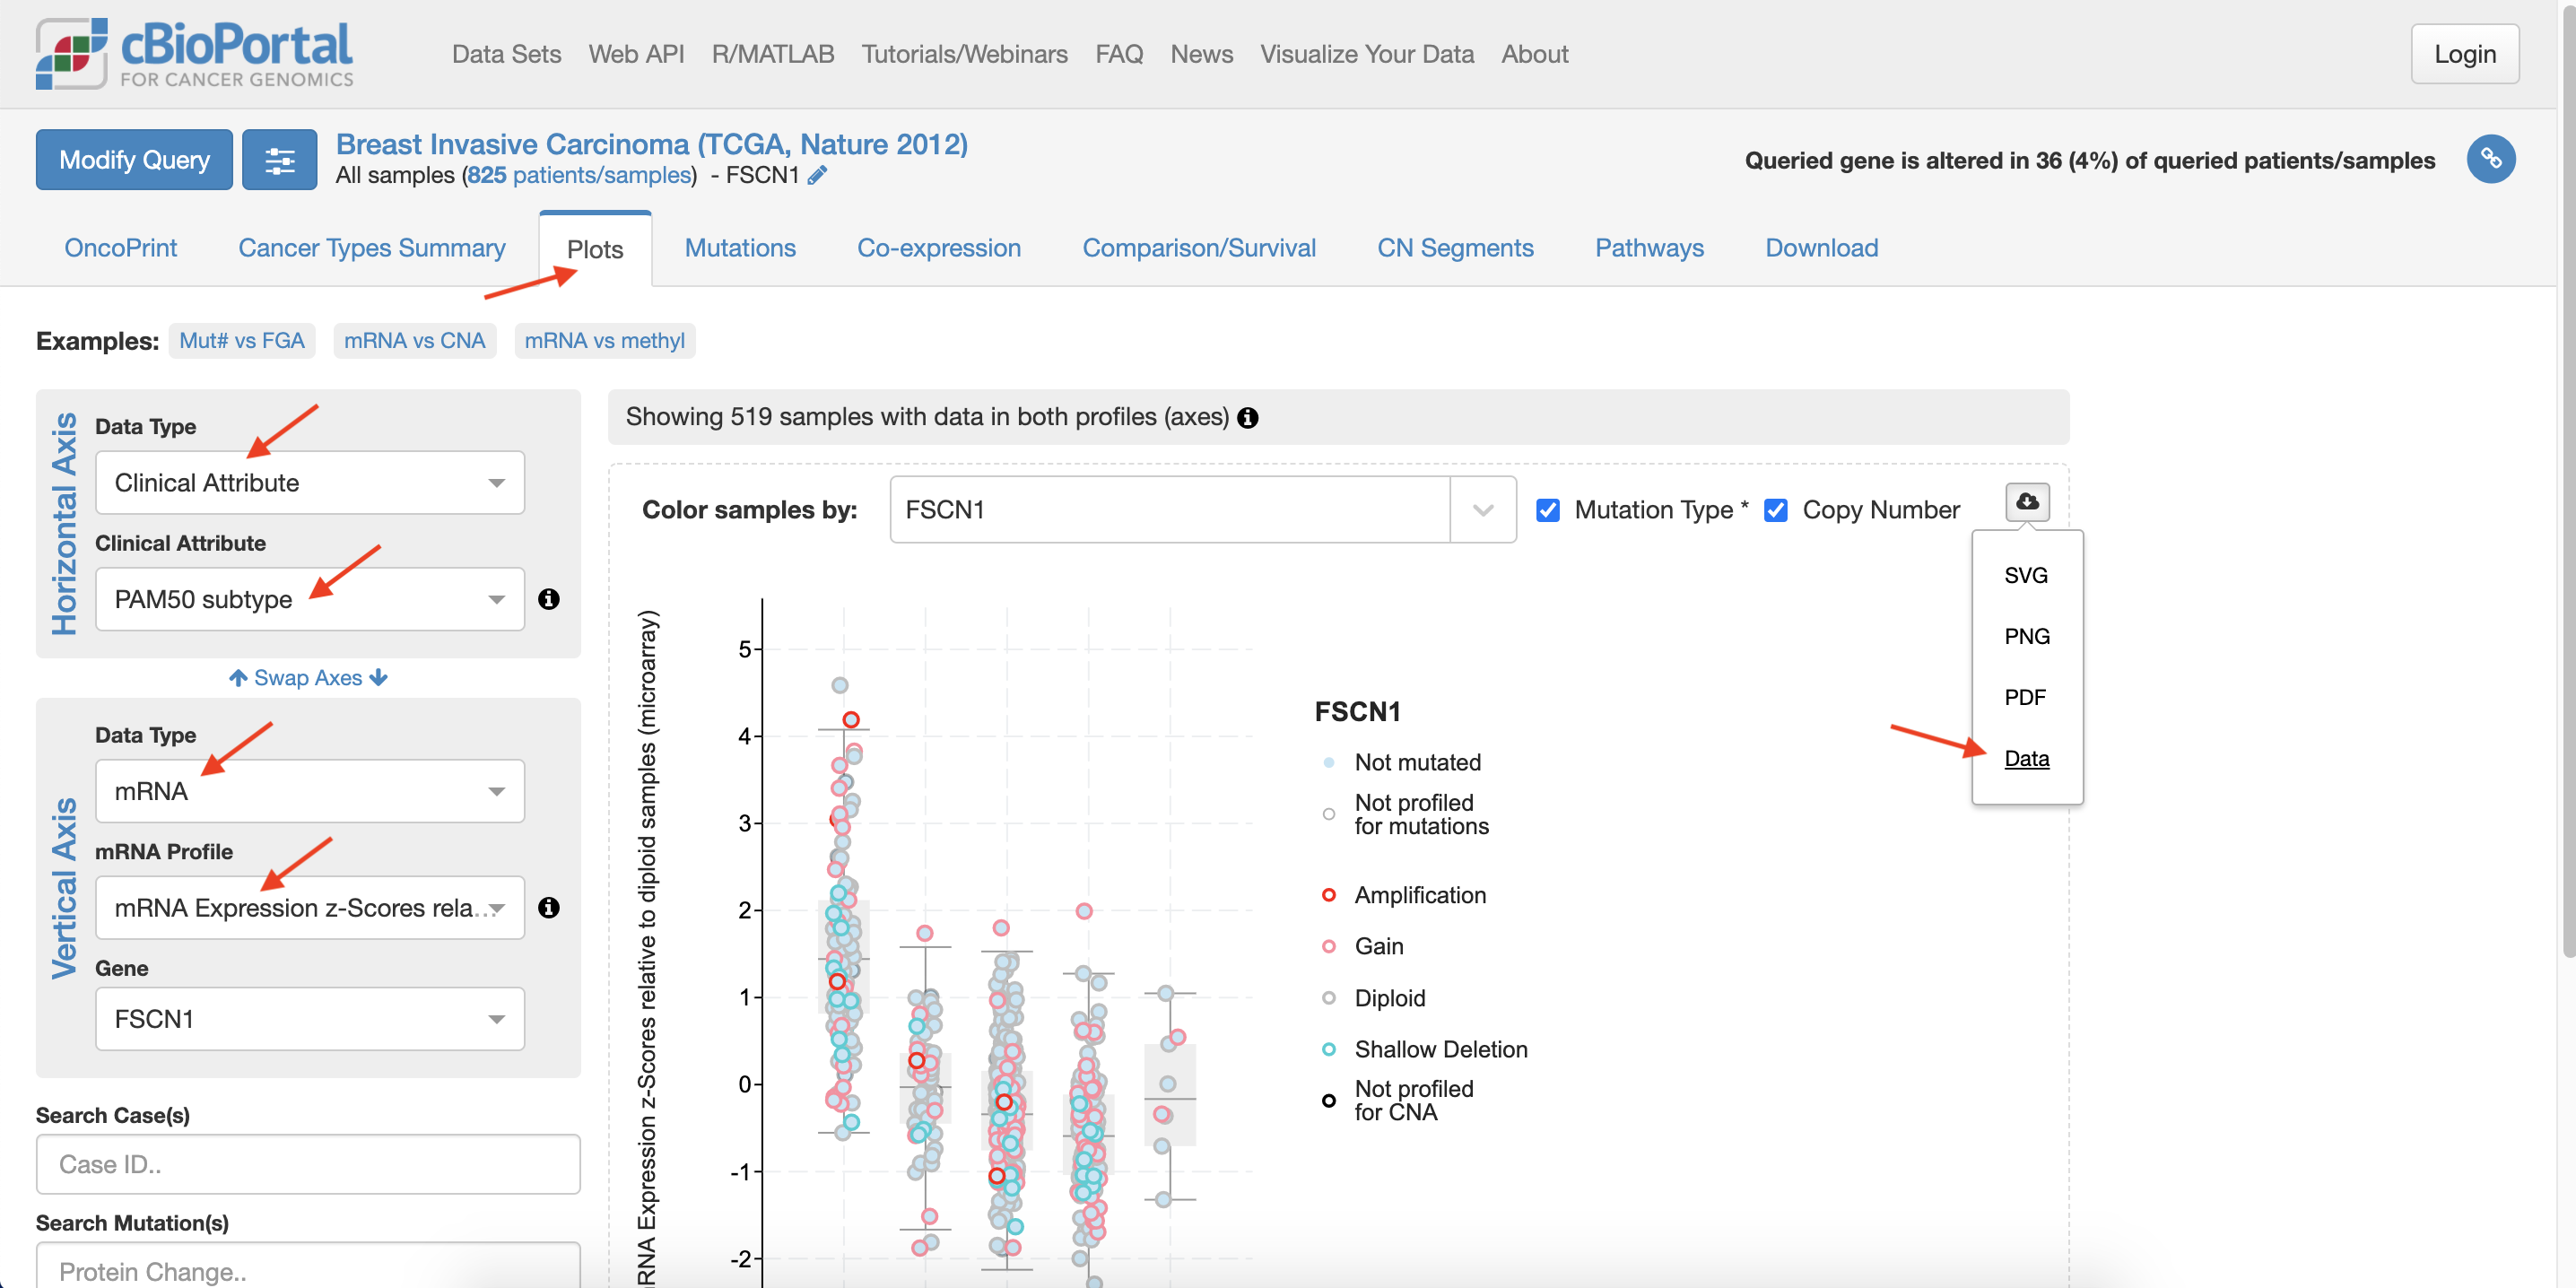 cBioPortal
FOR CANCER GENOMICS
Data Sets Web API R/MATLAB Tutorials/Webinars FAQ News Visualize Your Data About
Login
Modify Query
Breast Invasive Carcinoma (TCGA, Nature 2012)
All samples (825 patients/samples) - FSCN1
Queried gene is altered in 36 (4%) of queried patients/samples
OncoPrint Cancer Types Summary Plots Mutations Co-expression Comparison/Survival CN Segments Pathways Download
Examples: Mut# vs FGA mRNA vs CNA mRNA vs methyl
Horizontal Axis
Data Type
Clinical Attribute
Clinical Attribute
PAM50 subtype
Swap Axes
Vertical Axis
Data Type
mRNA
mRNA Profile
mRNA Expression z-Scores rela...
Gene
FSCN1
Search Case(s)
Case ID..
Search Mutation(s)
Protein Change..
Showing 519 samples with data in both profiles (axes)
Color samples by: FSCN1 Mutation Type * Copy Number
SVG
PNG
PDF
Data
RNA Expression z-Scores relative to diploid samples (microarray)
5
4
3
2
1
0
-1
-2
FSCN1
Not mutated
Not profiled
for mutations
Amplification
Gain
Diploid
Shallow Deletion
Not profiled
for CNA